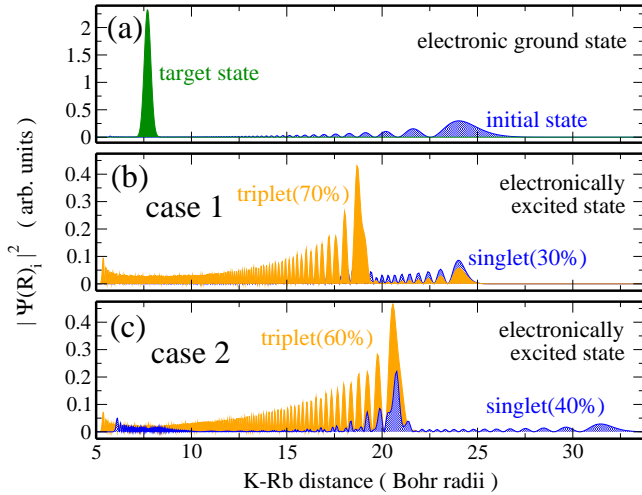 (a)
electronic ground state
target state
initial state
2
1.5
1
0.5
0
(b)
case 1
triplet(70%)
electronically
excited state
singlet(30%)
0.4
0.3
0.2
0.1
0
(c)
case 2
triplet(60%)
electronically
excited state
singlet(40%)
0.4
0.3
0.2
0.1
0
5 10 15 20 25 30
K-Rb distance ( Bohr radii )
| Ψ(R)i |2 ( arb. units )